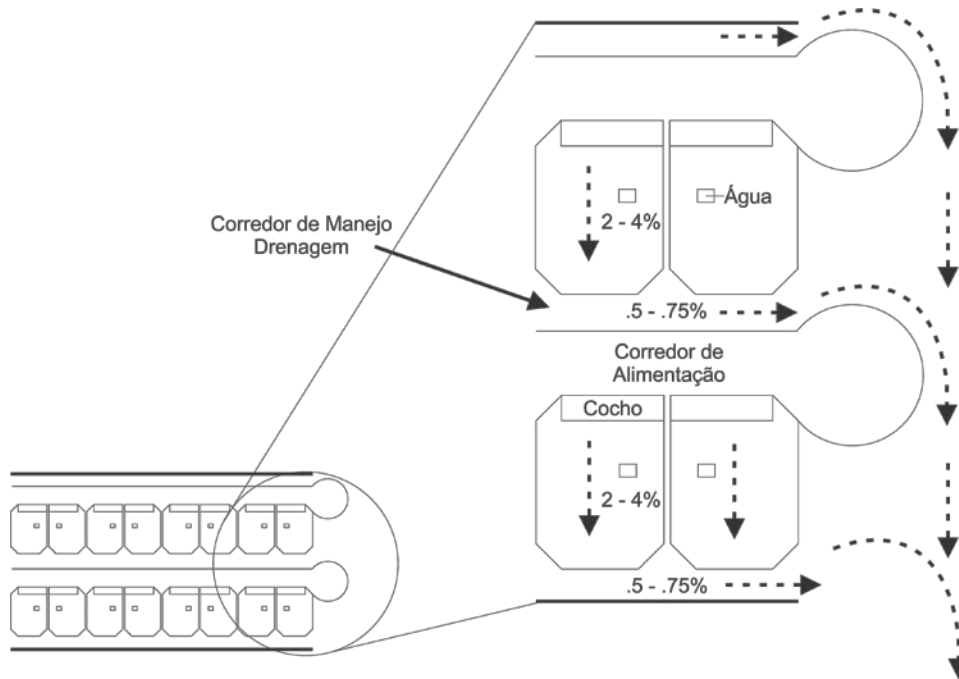 Água
2 - 4%
Corredor de Manejo
Drenagem
.5 - .75%
Corredor de
Alimentação
Cocho
2 - 4%
.5 - .75%